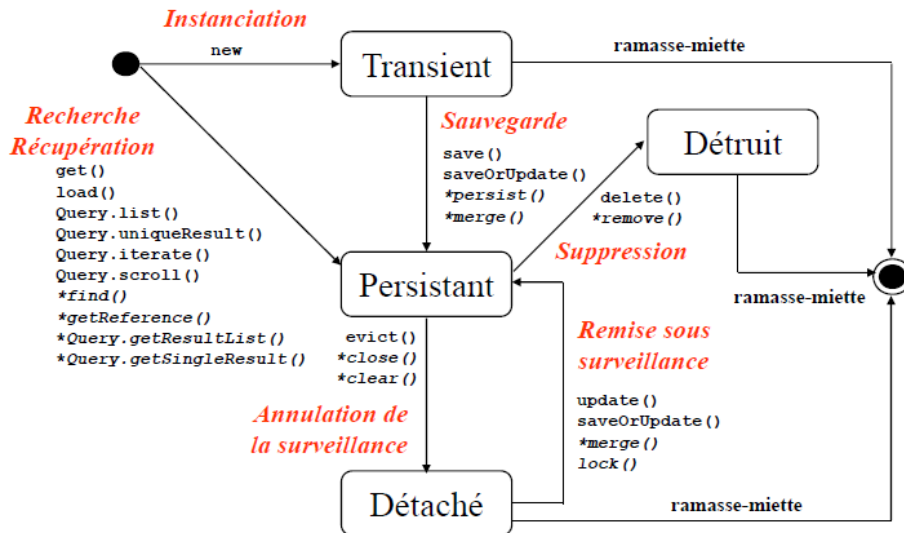 Instanciation
new
Transient
ramasse-miette
Recherche
Récupération
get()
load()
Query.list()
Query.uniqueResult()
Query.iterate()
Query.scroll()
*find()
*getReference()
*Query.getResultList()
*Query.getSingleResult()
Sauvegarde
save()
saveOrUpdate()
*persist()
*merge()
Détruit
delete()
*remove()
Suppression
ramasse-miette
Persistant
evict()
*close()
*clear()
Annulation de
la surveillance
Remise sous
surveillance
update()
saveOrUpdate()
*merge()
lock()
Détaché
ramasse-miette